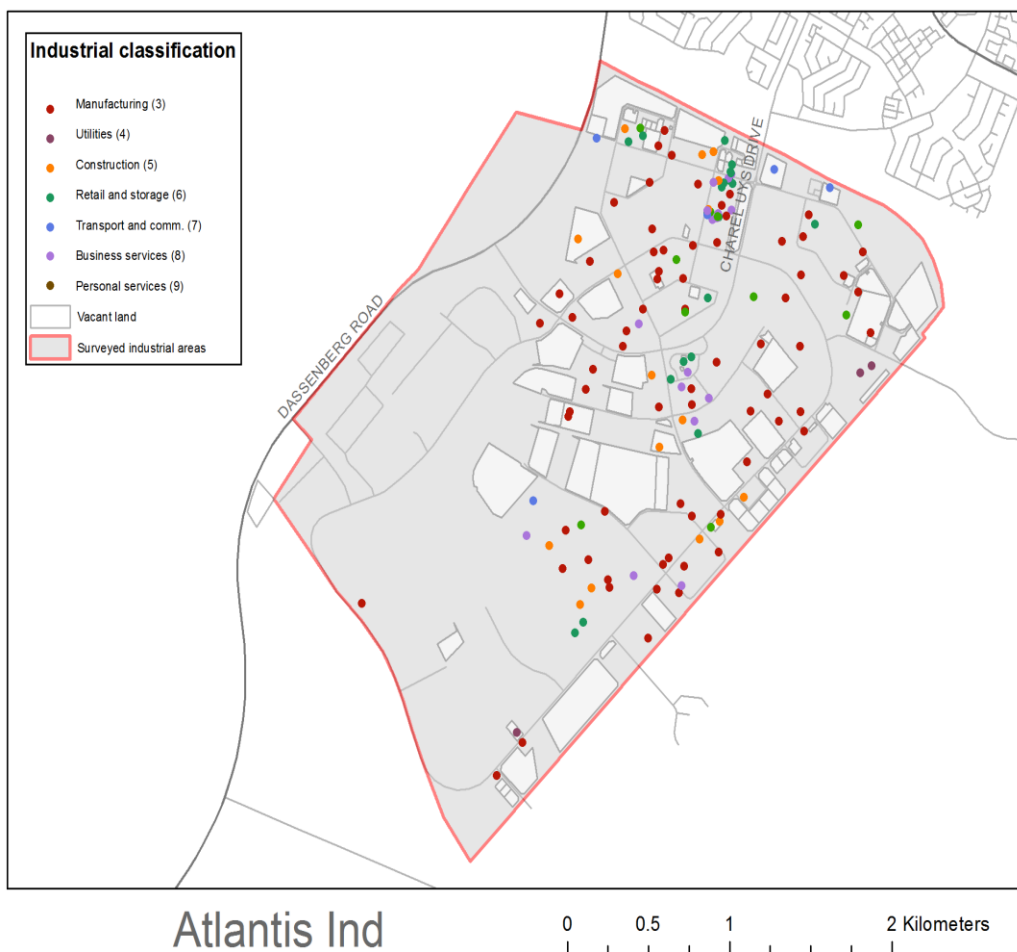 Industrial classification
Manufacturing (3)
Utilities (4)
Construction (5)
Retail and storage (6)
Transport and comm. (7)
Business services (8)
Personal services (9)
Vacant land
Surveyed industrial areas
CHAREL UYS DRIVE
DASSENBERG ROAD
Atlantis Ind
0 0.5 1 2 Kilometers